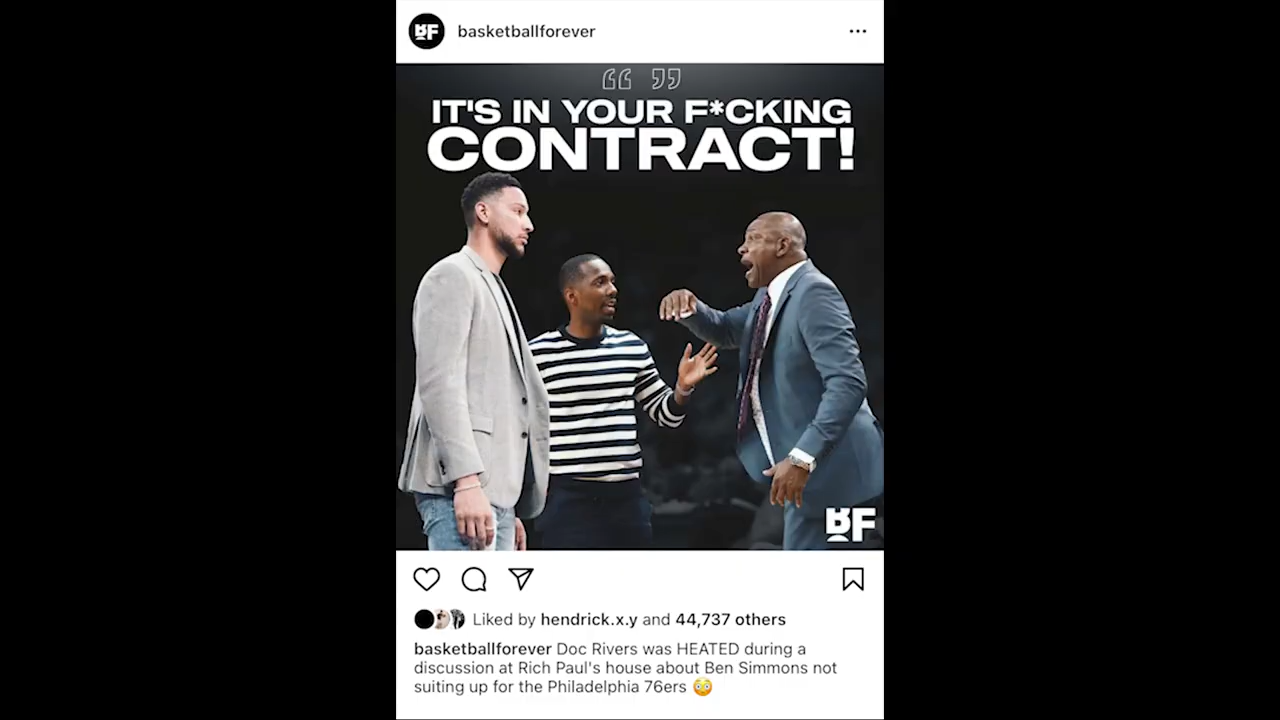 BF
basketballforever
“ ”
IT'S IN YOUR F*CKING
CONTRACT!
BF
Liked by hendrick.x.y and 44,737 others
basketballforever Doc Rivers was HEATED during a
discussion at Rich Paul's house about Ben Simmons not
suiting up for the Philadelphia 76ers 😳